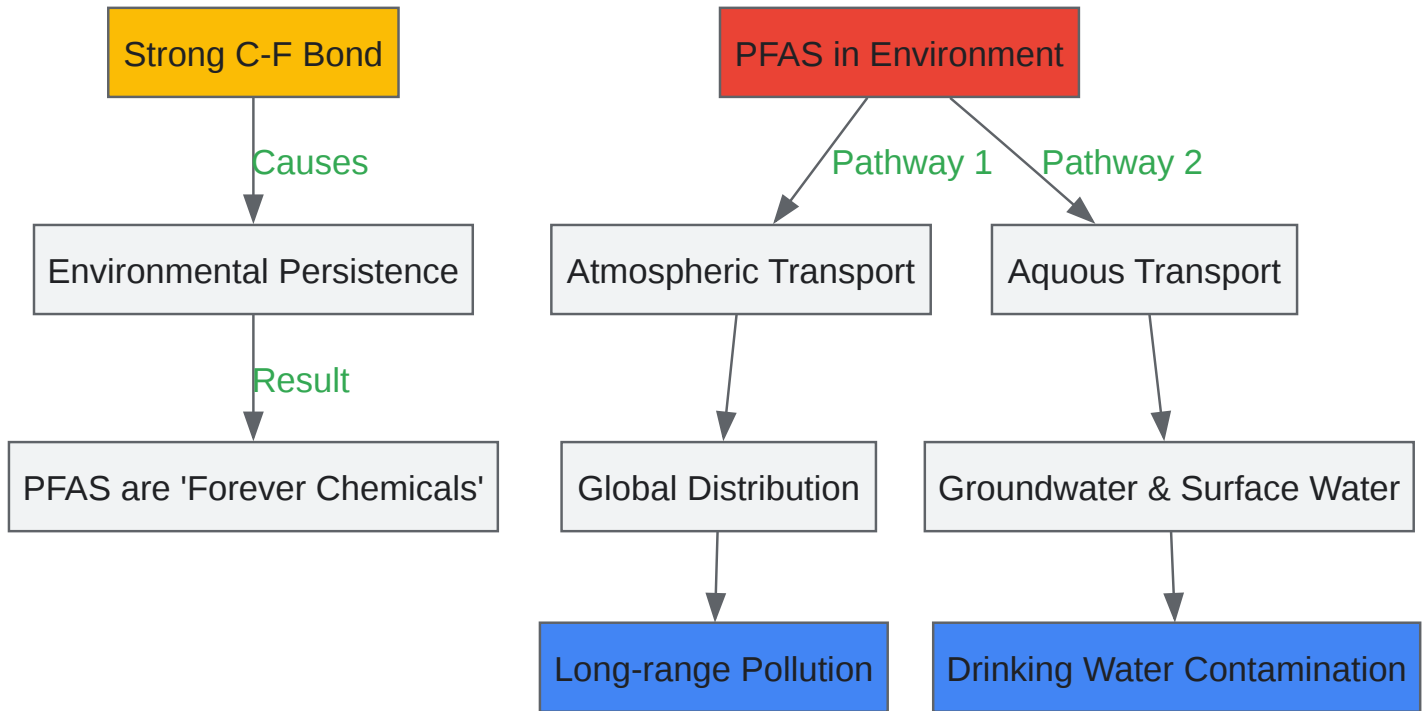 Strong C-F Bond
PFAS in Environment
Causes
Pathway 1
Pathway 2
Environmental Persistence
Atmospheric Transport
Aquous Transport
Result
PFAS are 'Forever Chemicals'
Global Distribution
Groundwater & Surface Water
Long-range Pollution
Drinking Water Contamination